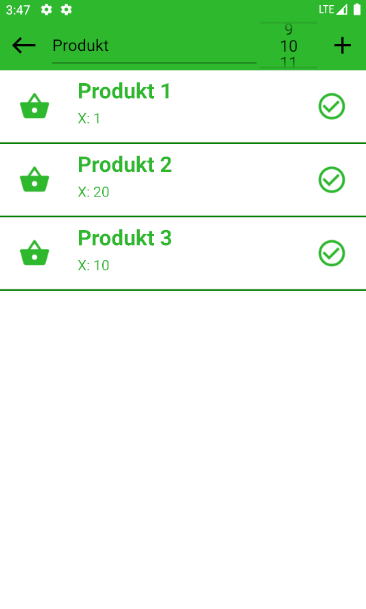 3:47
LTE
9
Produkt
10
11
Produkt 1
X: 1
Produkt 2
X: 20
Produkt 3
X: 10